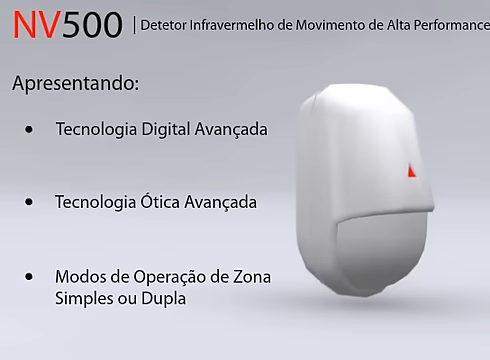 NV500 | Detetor Infravermelho de Movimento de Alta Performance
Apresentando:
• Tecnologia Digital Avançada
• Tecnologia Ótica Avançada
• Modos de Operação de Zona
Simples ou Dupla